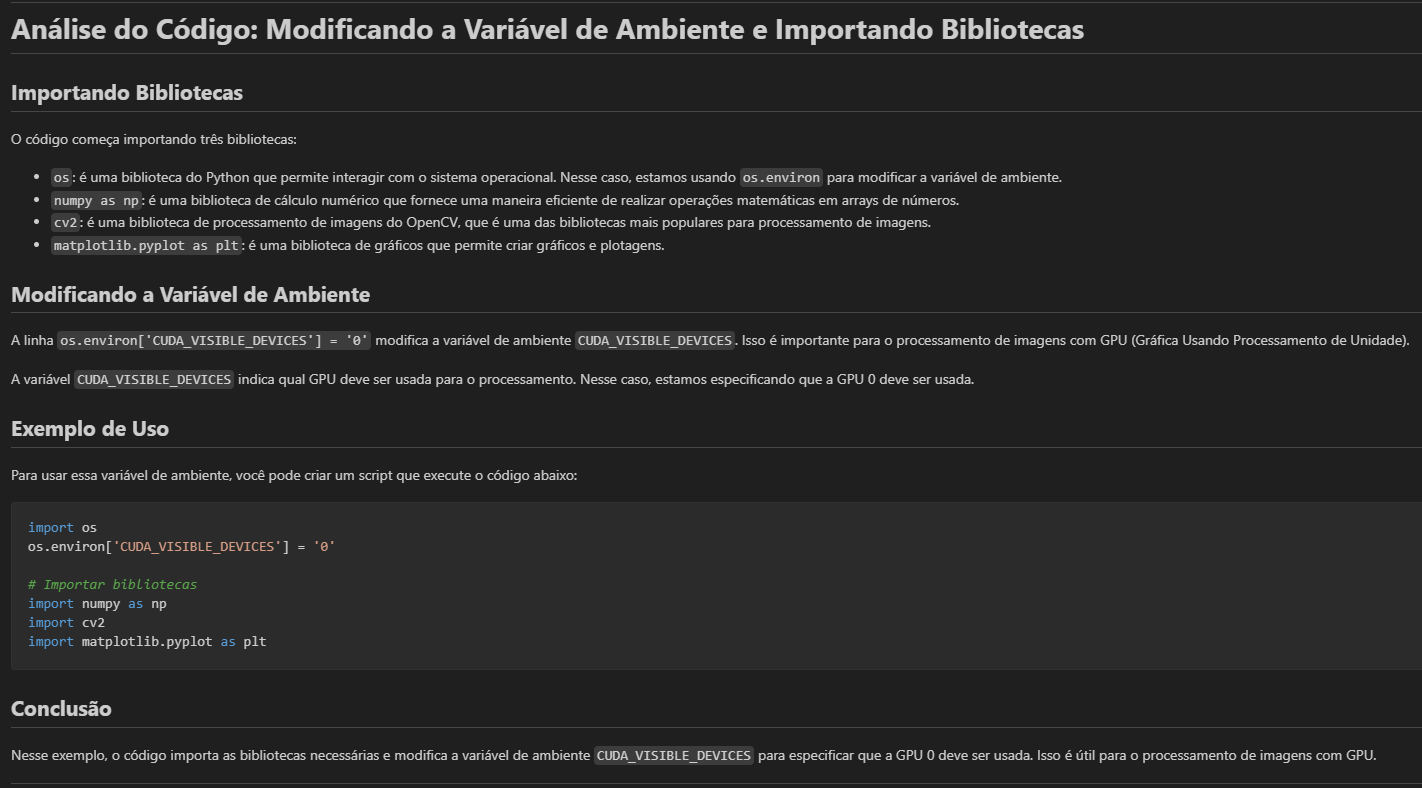 Análise do Código: Modificando a Variável de Ambiente e Importando Bibliotecas
Importando Bibliotecas
O código começa importando três bibliotecas:
os: é uma biblioteca do Python que permite interagir com o sistema operacional. Nesse caso, estamos usando os.environ para modificar a variável de ambiente.
numpy as np: é uma biblioteca de cálculo numérico que fornece uma maneira eficiente de realizar operações matemáticas em arrays de números.
cv2: é uma biblioteca de processamento de imagens do OpenCV, que é uma das bibliotecas mais populares para processamento de imagens.
matplotlib.pyplot as plt: é uma biblioteca de gráficos que permite criar gráficos e plotagens.
Modificando a Variável de Ambiente
A linha os.environ['CUDA_VISIBLE_DEVICES'] = '0' modifica a variável de ambiente CUDA_VISIBLE_DEVICES. Isso é importante para o processamento de imagens com GPU (Gráfica Usando Processamento de Unidade).
A variável CUDA_VISIBLE_DEVICES indica qual GPU deve ser usada para o processamento. Nesse caso, estamos especificando que a GPU 0 deve ser usada.
Exemplo de Uso
Para usar essa variável de ambiente, você pode criar um script que execute o código abaixo:
import os
os.environ['CUDA_VISIBLE_DEVICES'] = '0'
# Importar bibliotecas
import numpy as np
import cv2
import matplotlib.pyplot as plt
Conclusão
Nesse exemplo, o código importa as bibliotecas necessárias e modifica a variável de ambiente CUDA_VISIBLE_DEVICES para especificar que a GPU 0 deve ser usada. Isso é útil para o processamento de imagens com GPU.